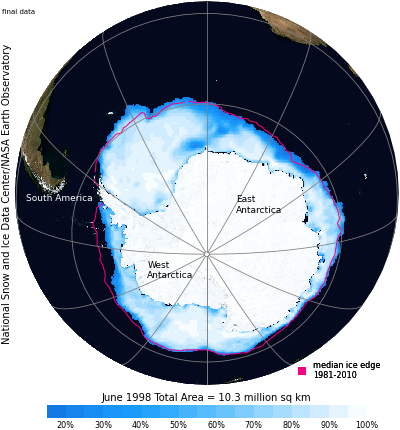 final data
National Snow and Ice Data Center/NASA Earth Observatory
South America
East
Antarctica
West
Antarctica
median ice edge
1981-2010
June 1998 Total Area = 10.3 million sq km
20% 30% 40% 50% 60% 70% 80% 90% 100%